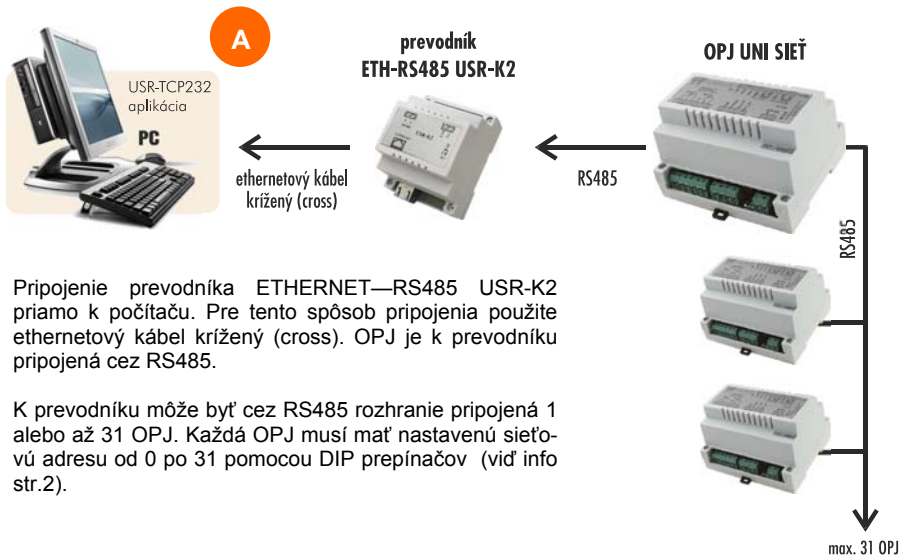 A
prevodník
ETH-RS485 USR-K2
OPJ UNI SIEŤ
USR-TCP232
aplikácia
PC
ethernetový kábel
krížený (cross)
RS485
RS485
Pripojenie prevodníka ETHERNET—RS485 USR-K2
priamo k počítaču. Pre tento spôsob pripojenia použite
ethernetový kábel krížený (cross). OPJ je k prevodníku
pripojená cez RS485.
K prevodníku môže byť cez RS485 rozhranie pripojená 1
alebo až 31 OPJ. Každá OPJ musí mať nastavenú sieťo-
vú adresu od 0 po 31 pomocou DIP prepínačov (viď info
str.2).
max. 31 OPJ